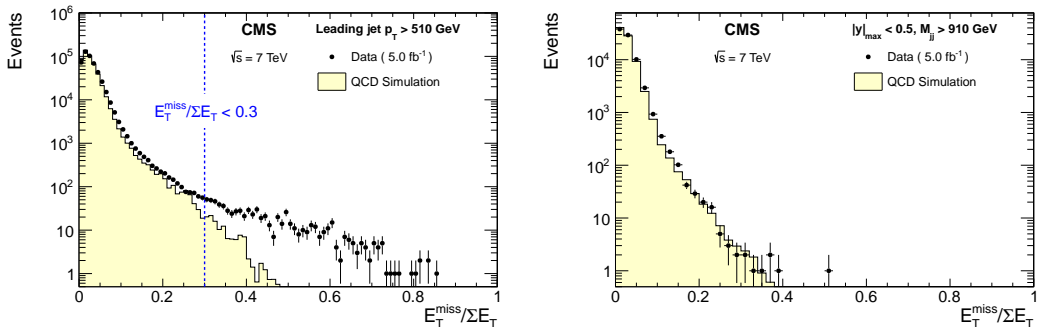 Events
CMS
Leading jet p_T > 510 GeV
√s = 7 TeV
Data ( 5.0 fb⁻¹)
QCD Simulation
E_T^miss/ΣE_T < 0.3
10⁶
10⁵
10⁴
10³
10²
10
1
0 0.2 0.4 0.6 0.8 1
E_T^miss/ΣE_T
Events
CMS
|y|_max < 0.5, M_jj > 910 GeV
√s = 7 TeV
Data ( 5.0 fb⁻¹)
QCD Simulation
10⁴
10³
10²
10
1
0 0.2 0.4 0.6 0.8 1
E_T^miss/ΣE_T